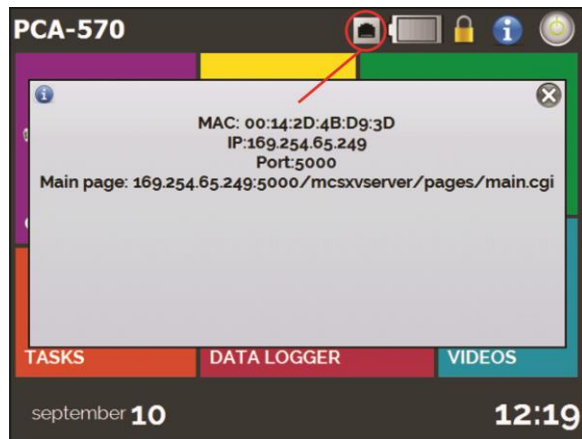 PCA-570
MAC: 00:14:2D:4B:D9:3D
IP:169.254.65.249
Port:5000
Main page: 169.254.65.249:5000/mcsxvserver/pages/main.cgi
TASKS
DATA LOGGER
VIDEOS
september 10
12:19